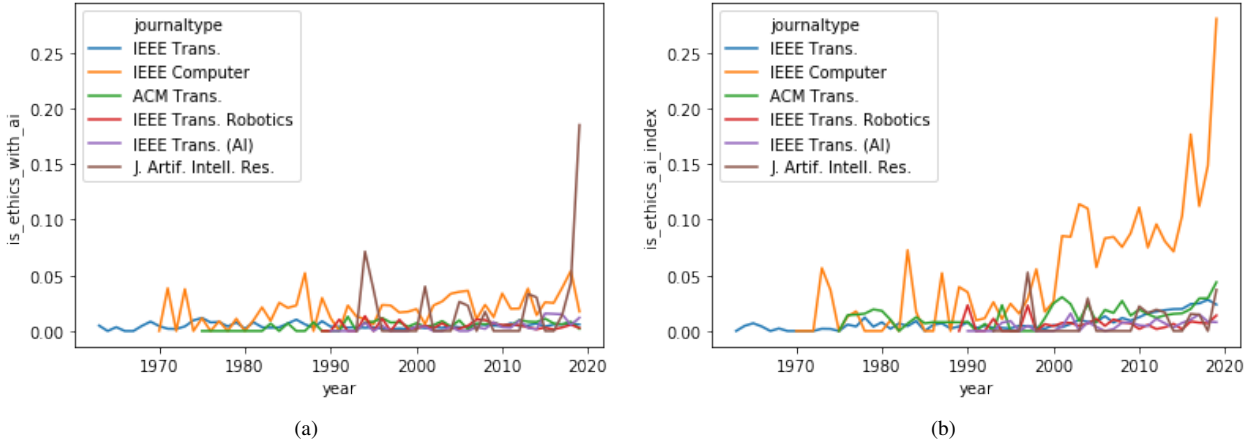 journaltype
IEEE Trans.
IEEE Computer
ACM Trans.
IEEE Trans. Robotics
IEEE Trans. (AI)
J. Artif. Intell. Res.
is_ethics_with_ai
0.25
0.20
0.15
0.10
0.05
0.00
1970 1980 1990 2000 2010 2020
year
(a)
journaltype
IEEE Trans.
IEEE Computer
ACM Trans.
IEEE Trans. Robotics
IEEE Trans. (AI)
J. Artif. Intell. Res.
is_ethics_ai_index
0.25
0.20
0.15
0.10
0.05
0.00
1970 1980 1990 2000 2010 2020
year
(b)